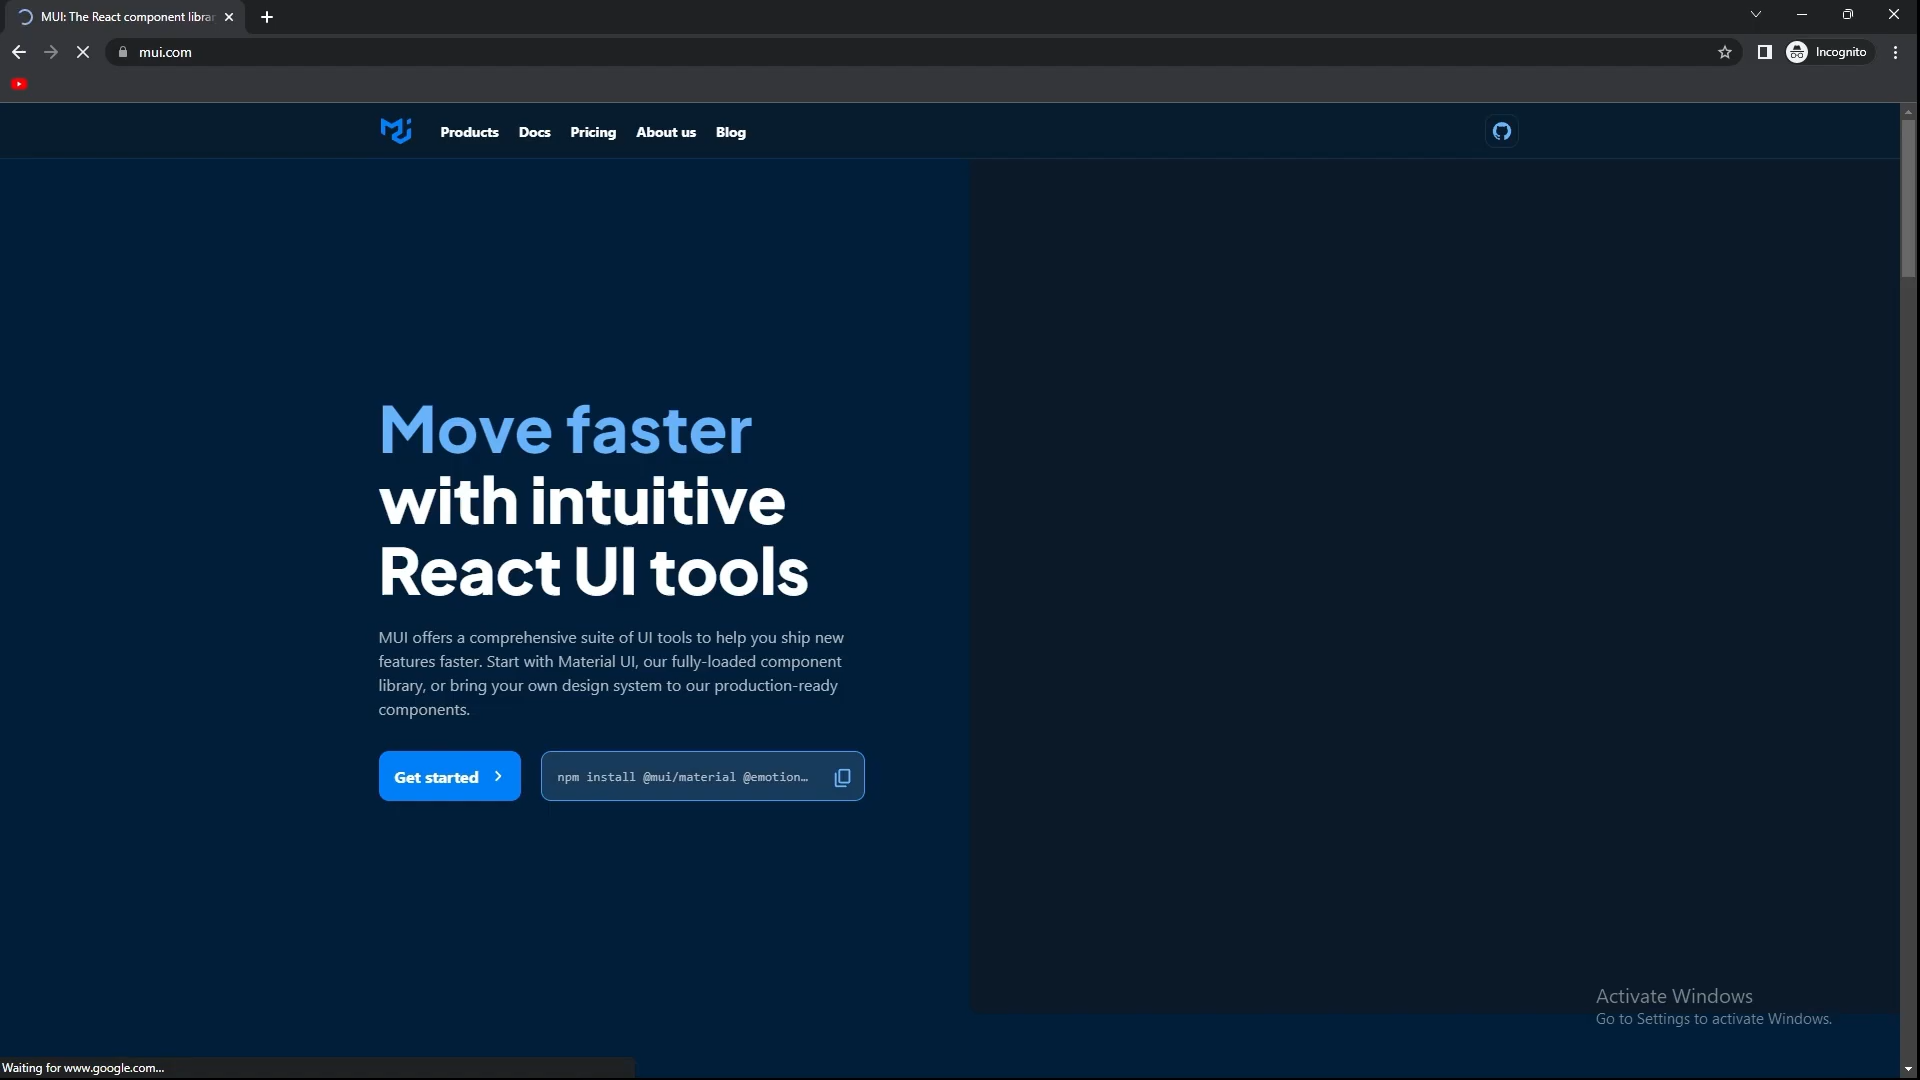 MUI: The React component librar
mui.com
Incognito
Products Docs Pricing About us Blog
Move faster
with intuitive
React UI tools
MUI offers a comprehensive suite of UI tools to help you ship new
features faster. Start with Material UI, our fully-loaded component
library, or bring your own design system to our production-ready
components.
Get started
npm install @mui/material @emotion…
Activate Windows
Go to Settings to activate Windows.
Waiting for www.google.com...